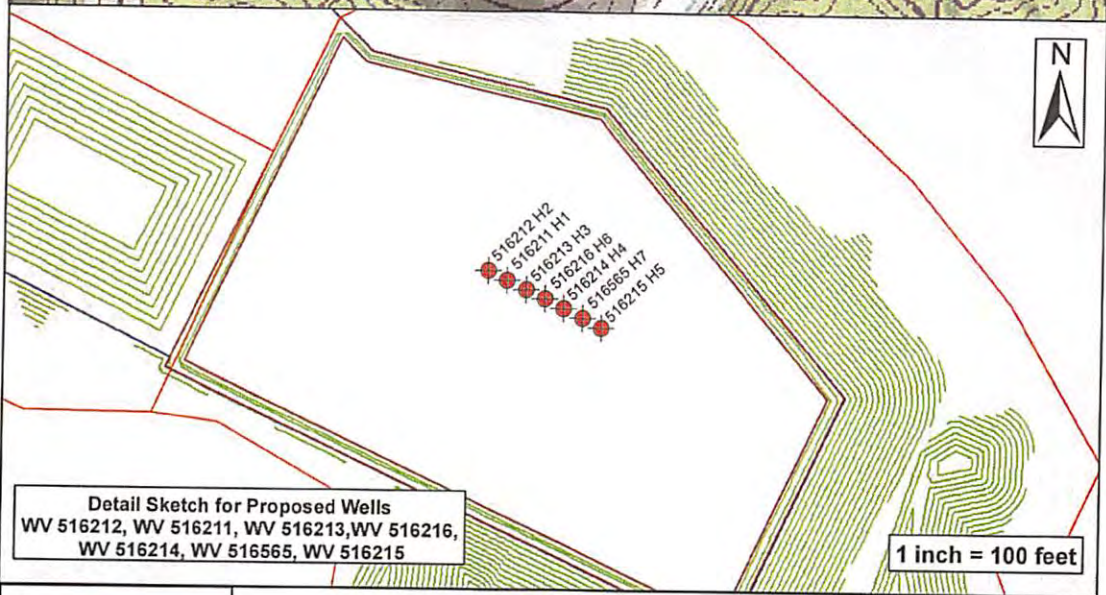 N
516212 H2
516211 H1
516213 H3
516216 H6
516214 H4
516565 H7
516215 H5
Detail Sketch for Proposed Wells
WV 516212, WV 516211, WV 516213,WV 516216,
WV 516214, WV 516565, WV 516215
1 inch = 100 feet